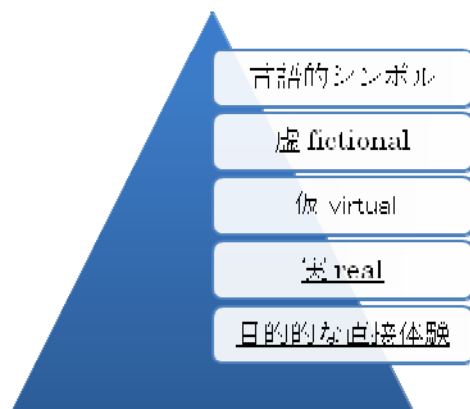 言語的シンボル
虚 fictional
仮 virtual
実 real
目的的な直接体験